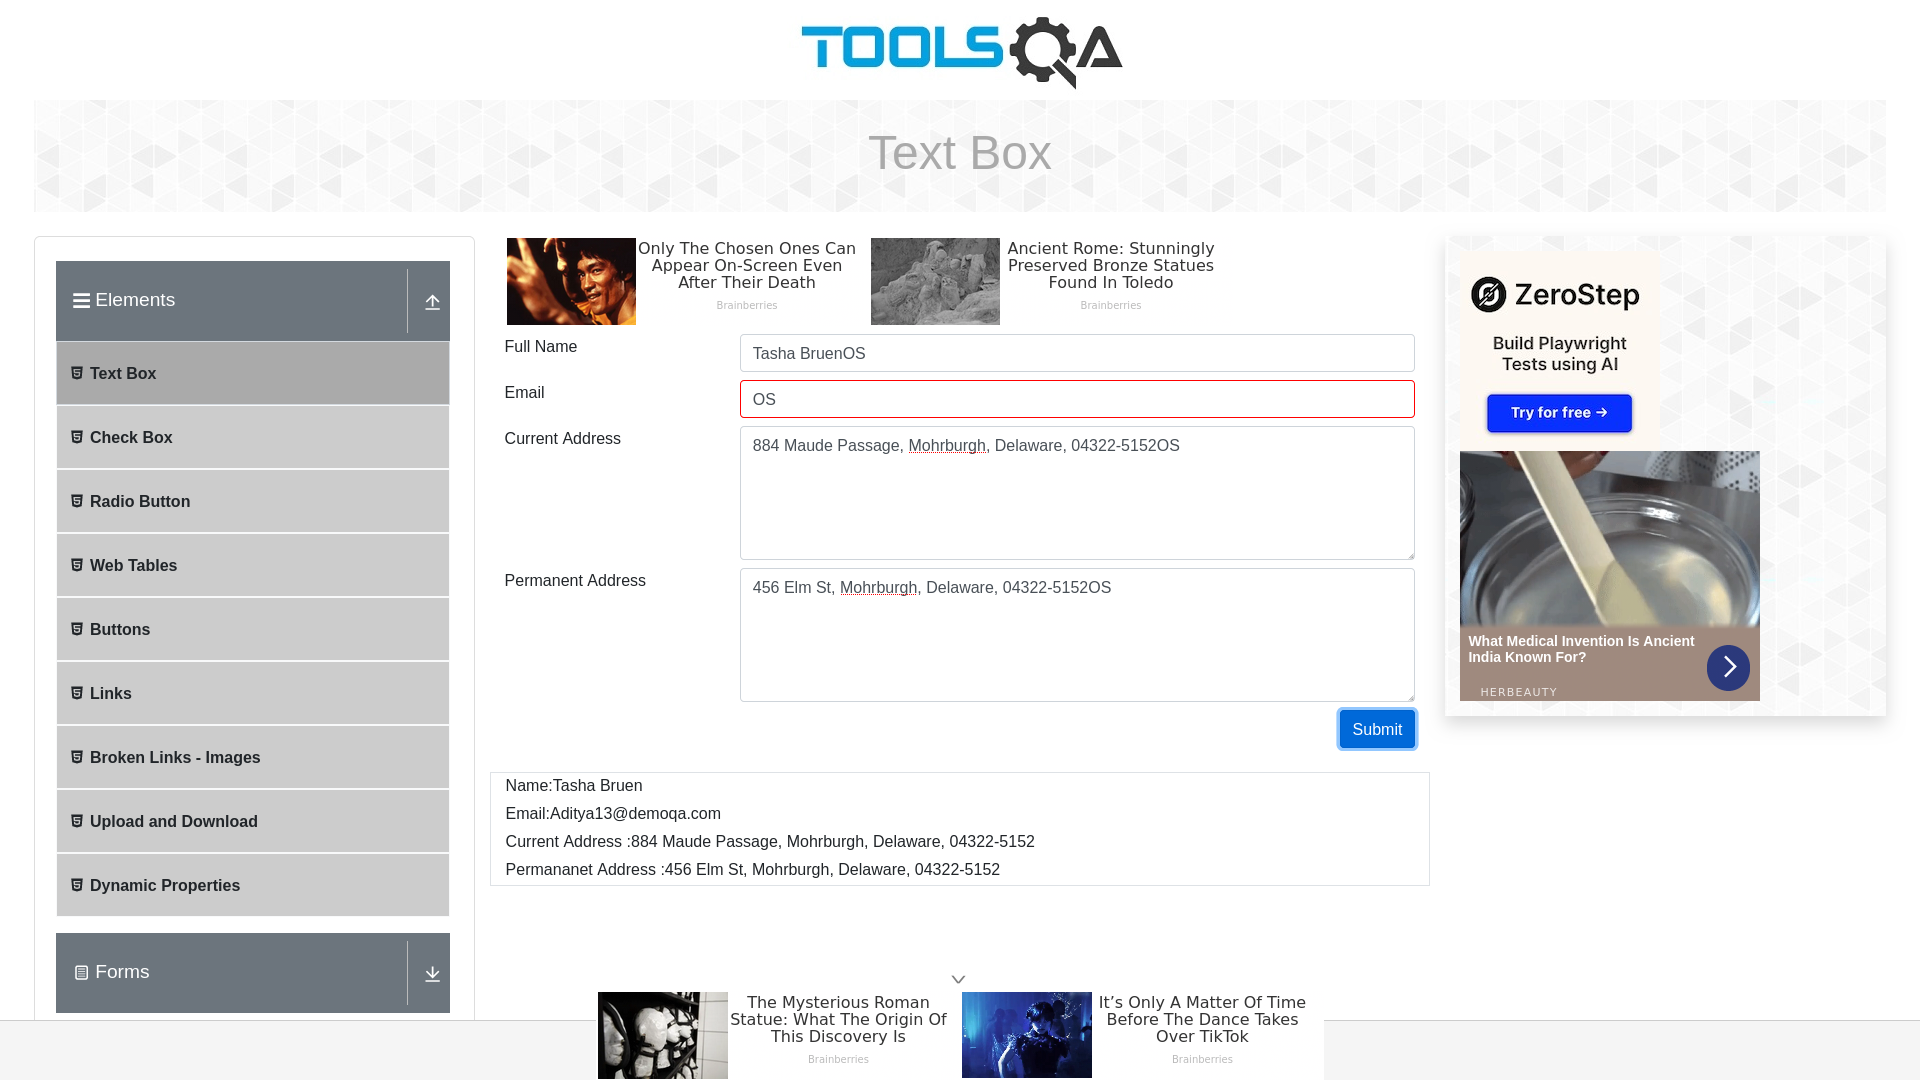 TOOLSQA
Text Box
Elements
Text Box
Check Box
Radio Button
Web Tables
Buttons
Links
Broken Links - Images
Upload and Download
Dynamic Properties
Forms
Only The Chosen Ones Can
Appear On-Screen Even
After Their Death
Brainberries
Ancient Rome: Stunningly
Preserved Bronze Statues
Found In Toledo
Brainberries
Full Name
Tasha BruenOS
Email
OS
Current Address
884 Maude Passage, Mohrburgh, Delaware, 04322-5152OS
Permanent Address
456 Elm St, Mohrburgh, Delaware, 04322-5152OS
Submit
Name:Tasha Bruen
Email:Aditya13@demoqa.com
Current Address :884 Maude Passage, Mohrburgh, Delaware, 04322-5152
Permananet Address :456 Elm St, Mohrburgh, Delaware, 04322-5152
ZeroStep
Build Playwright
Tests using AI
Try for free →
What Medical Invention Is Ancient
India Known For?
HERBEAUTY
The Mysterious Roman
Statue: What The Origin Of
This Discovery Is
Brainberries
It’s Only A Matter Of Time
Before The Dance Takes
Over TikTok
Brainberries